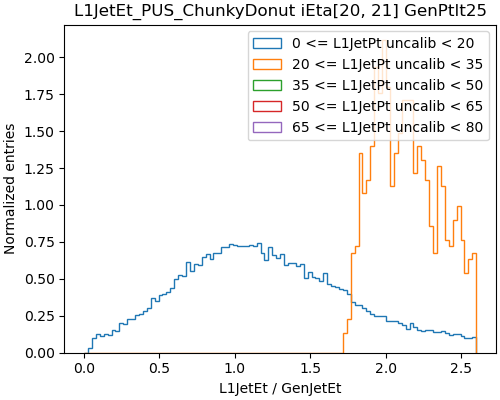 L1JetEt_PUS_ChunkyDonut iEta[20, 21] GenPtlt25
0 <= L1JetPt uncalib < 20
20 <= L1JetPt uncalib < 35
35 <= L1JetPt uncalib < 50
50 <= L1JetPt uncalib < 65
65 <= L1JetPt uncalib < 80
Normalized entries
2.00
1.75
1.50
1.25
1.00
0.75
0.50
0.25
0.00
0.0 0.5 1.0 1.5 2.0 2.5
L1JetEt / GenJetEt